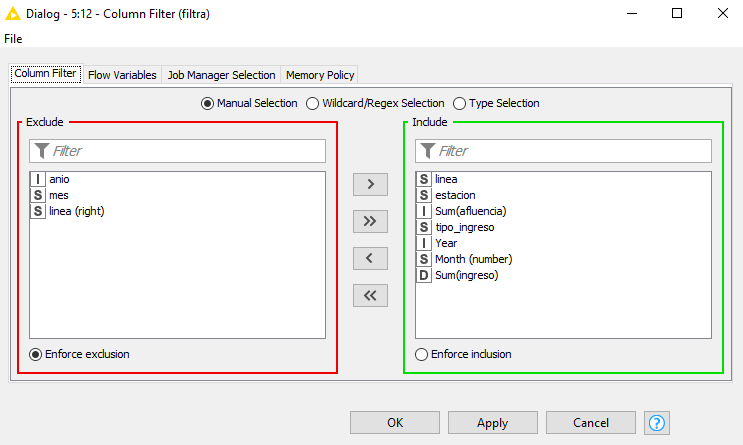 Dialog - 5:12 - Column Filter (filtra)
File
Column Filter Flow Variables Job Manager Selection Memory Policy
Manual Selection Wildcard/Regex Selection Type Selection
Exclude
Filter
I anio
S mes
S linea (right)
Enforce exclusion
>
>>
<
<<
Include
Filter
S linea
S estacion
I Sum(afluencia)
S tipo_ingreso
I Year
S Month (number)
D Sum(ingreso)
Enforce inclusion
OK Apply Cancel ?